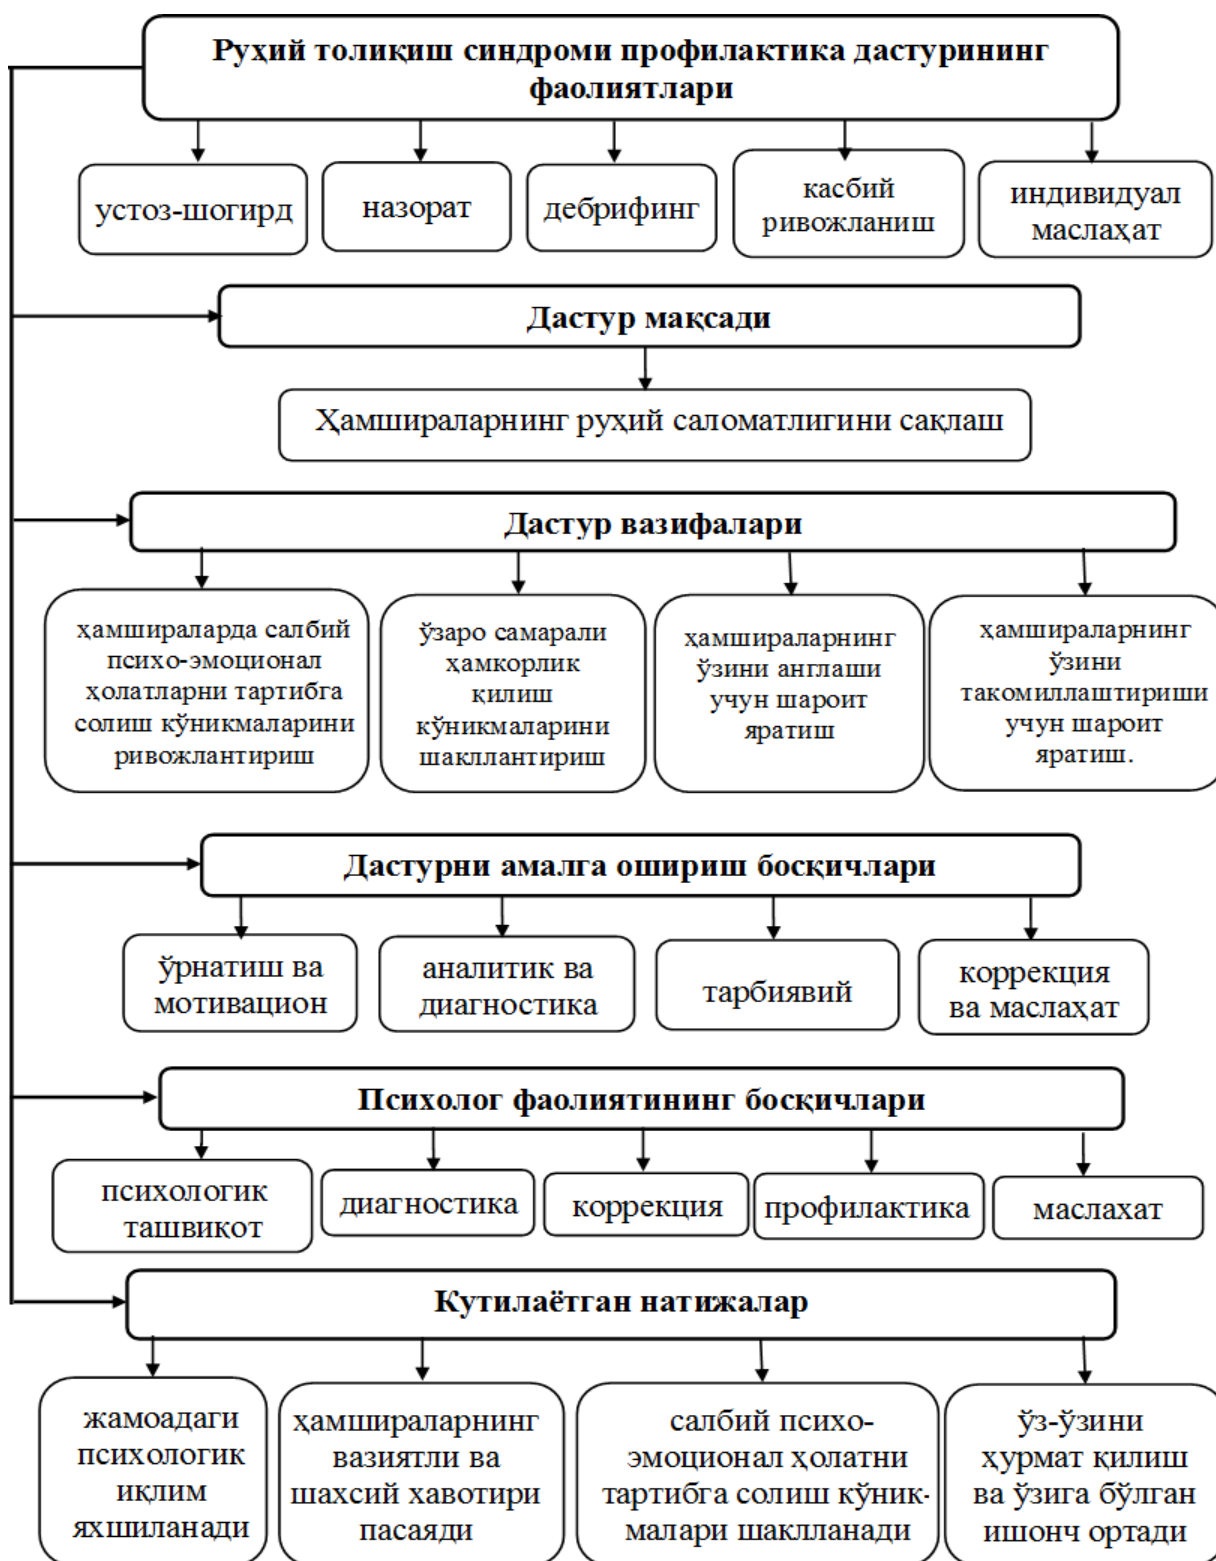 Руҳий толиқиш синдроми профилактика дастурининг
фаолиятлари
устоз-шогирд
назорат
дебрифинг
касбий
ривожланиш
индивидуал
маслаҳат
Дастур мақсади
Ҳамшираларнинг руҳий саломатлигини сақлаш
Дастур вазифалари
ҳамшираларда салбий
психо-эмоционал
ҳолатларни тартибга
солиш кўникмаларини
ривожлантириш
ўзаро самарали
ҳамкорлик
қилиш
кўникмаларини
шакллантириш
ҳамшираларнинг
ўзини англаши
учун шароит
яратиш
ҳамшираларнинг
ўзини
такомиллаштириши
учун шароит
яратиш.
Дастурни амалга ошириш босқичлари
ўрнатиш ва
мотивацион
аналитик ва
диагностика
тарбиявий
коррекция
ва маслаҳат
Психолог фаолиятининг босқичлари
психологик
ташвиқот
диагностика
коррекция
профилактика
маслахат
Кутилаётган натижалар
жамоадаги
психологик
иқлим
яхшиланади
ҳамшираларнинг
вазиятли ва
шахсий хавотири
пасаяди
салбий психо-
эмоционал ҳолатни
тартибга солиш кўник-
малари шаклланади
ўз-ўзини
ҳурмат қилиш
ва ўзига бўлган
ишонч ортади